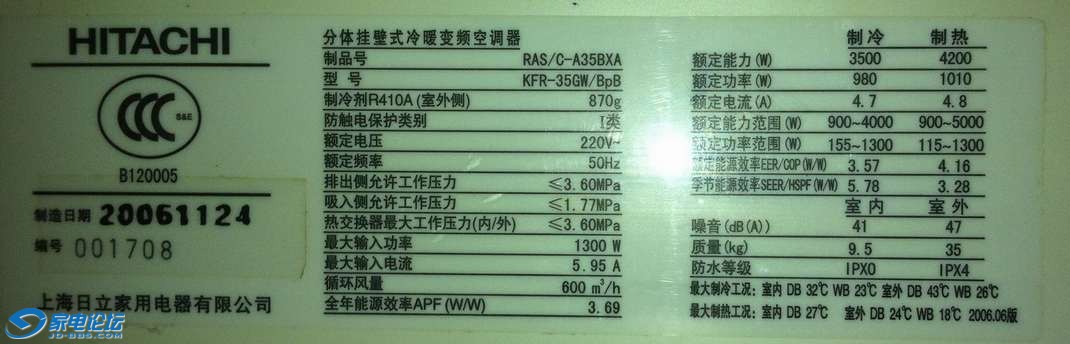 HITACHI
S&E
B120005
制造日期 20061124
编号 001708
上海日立家用电器有限公司
分体挂壁式冷暖变频空调器
制品号 RAS/C-A35BXA
型 号 KFR-35GW/BpB
制冷剂R410A (室外侧) 870g
防触电保护类别 I类
额定电压 220V~
额定频率 50Hz
排出侧允许工作压力 ≤3.60MPa
吸入侧允许工作压力 ≤1.77MPa
热交换器最大工作压力(内/外) ≤3.60MPa
最大输入功率 1300 W
最大输入电流 5.95 A
循环风量 600 m³/h
全年能源效率APF (W/W) 3.69
制冷 制热
额定能力(W) 3500 4200
额定功率(W) 980 1010
额定电流(A) 4.7 4.8
额定能力范围(W) 900~4000 900~5000
额定功率范围(W) 155~1300 115~1300
额定能源效率EER/COP(W/W) 3.57 4.16
季节能源效率SEER/HSPF(W/W) 5.78 3.28
室内 室外
噪音(dB(A)) 41 47
质量(kg) 9.5 35
防水等级 IPX0 IPX4
最大制冷工况: 室内 DB 32℃ WB 23℃ 室外 DB 43℃ WB 26℃
最大制热工况: 室内 DB 27℃ 室外 DB 24℃ WB 18℃ 2006.06版
家电论坛
JD-BBS.COM